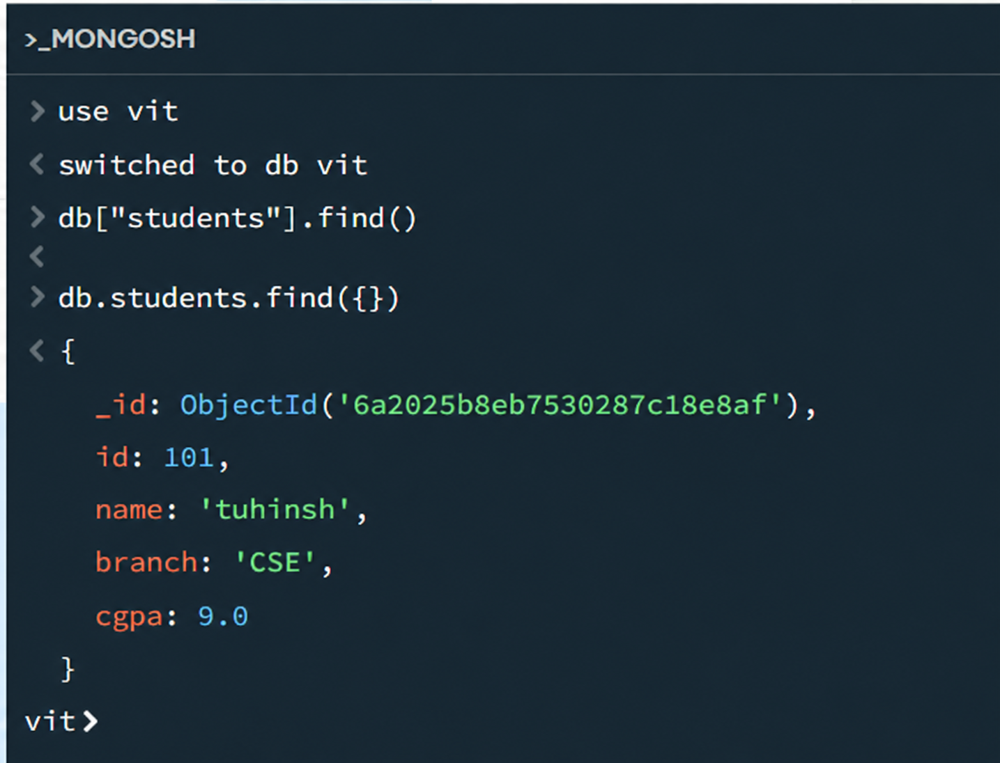 >_MONGOSH
> use vit
< switched to db vit
> db["students"].find()
<
> db.students.find({})
< {
_id: ObjectId('6a2025b8eb7530287c18e8af'),
id: 101,
name: 'tuhinsh',
branch: 'CSE',
cgpa: 9.0
}
vit>